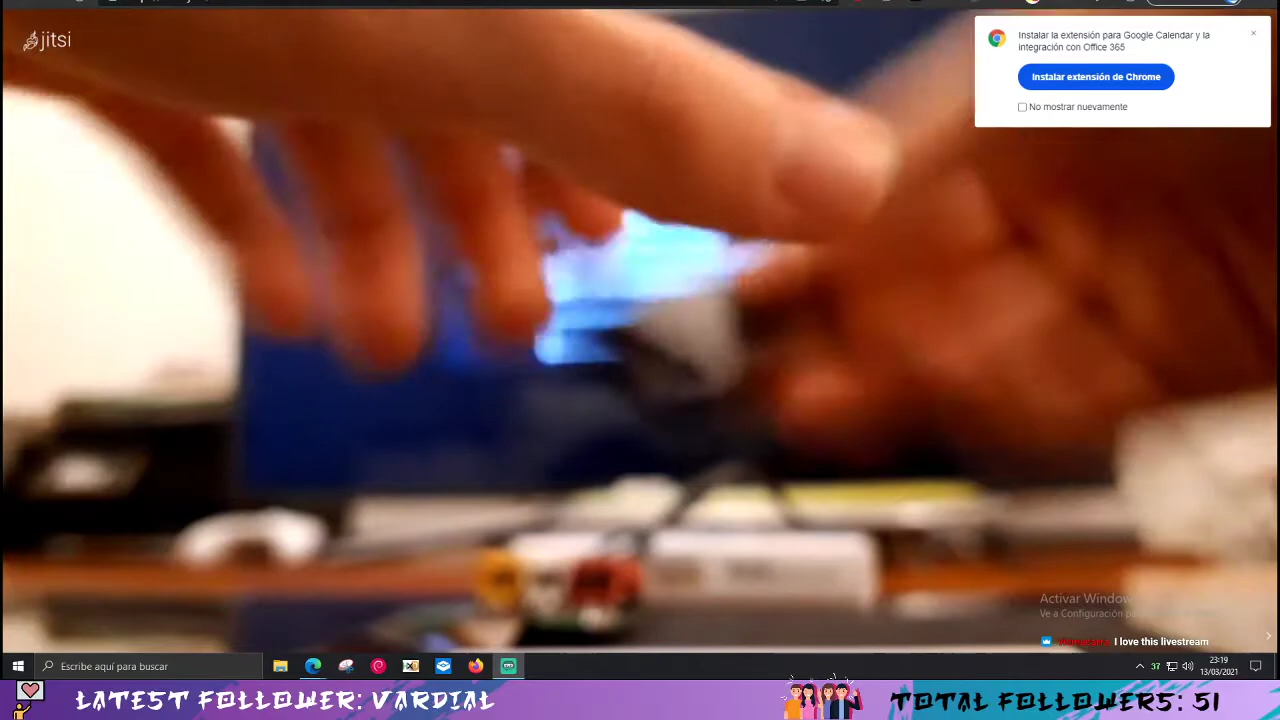 jitsi
Instalar la extensión para Google Calendar y la
integración con Office 365
Instalar extensión de Chrome
No mostrar nuevamente
Activar Window
Ve a Configuración
I love this livestream
Escribe aquí para buscar
37
23:19
13/03/2021
LATEST FOLLOWER: VARDIAL
TOTAL FOLLOWERS: 51